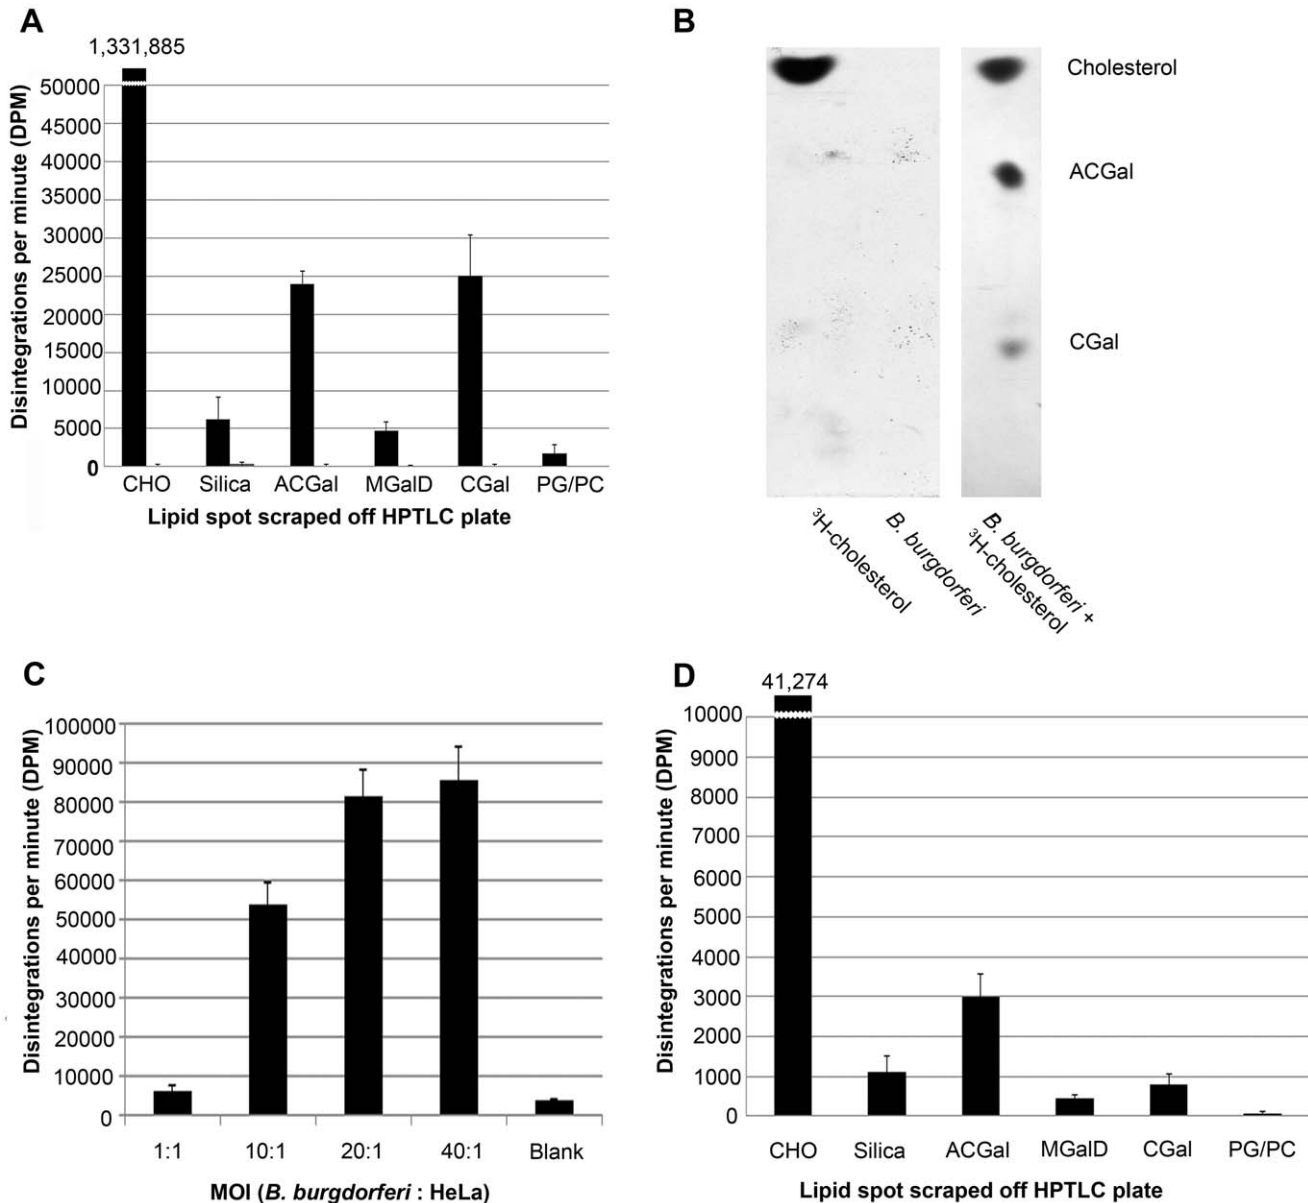 A
1,331,885
50000
45000
40000
35000
30000
25000
20000
15000
10000
5000
0
Disintegrations per minute (DPM)
CHO Silica ACGal MGalD CGal PG/PC
Lipid spot scraped off HPTLC plate
B
Cholesterol
ACGal
CGal
³H-cholesterol
B. burgdorferi
B. burgdorferi +
³H-cholesterol
C
100000
90000
80000
70000
60000
50000
40000
30000
20000
10000
0
Disintegrations per minute (DPM)
1:1 10:1 20:1 40:1 Blank
MOI (B. burgdorferi : HeLa)
D
41,274
10000
9000
8000
7000
6000
5000
4000
3000
2000
1000
0
Disintegrations per minute (DPM)
CHO Silica ACGal MGalD CGal PG/PC
Lipid spot scraped off HPTLC plate